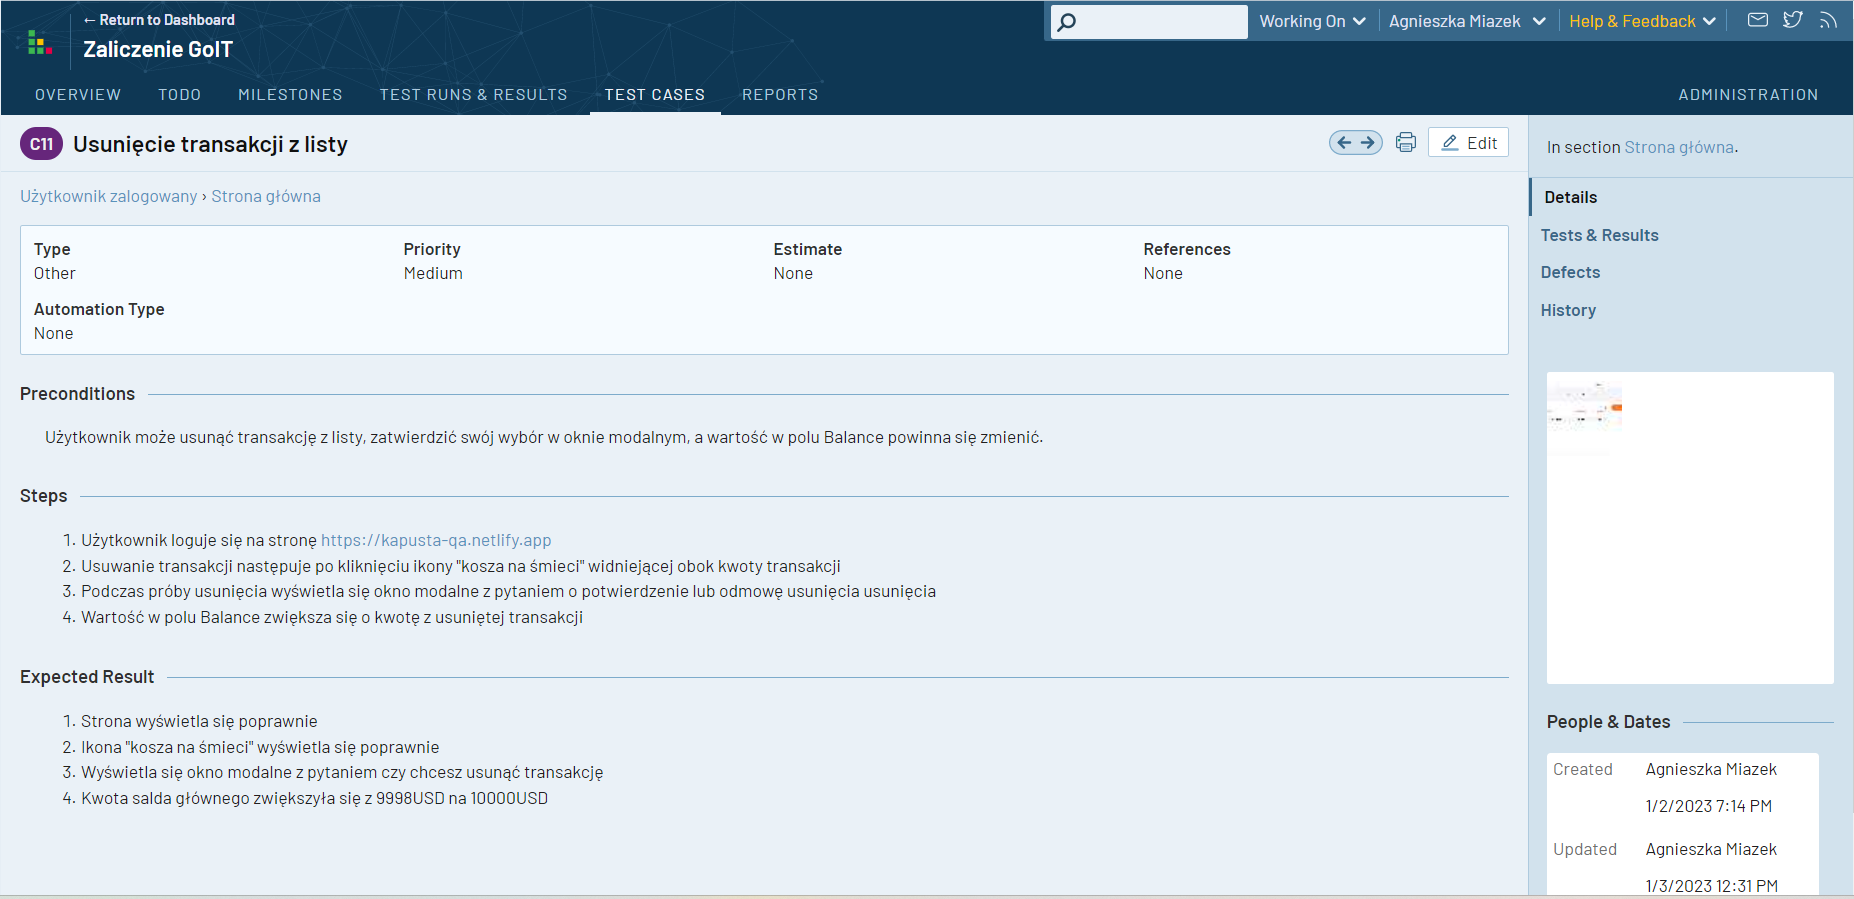 ← Return to Dashboard
Zaliczenie GoIT
Working On
Agnieszka Miazek
Help & Feedback
OVERVIEW TODO MILESTONES TEST RUNS & RESULTS TEST CASES REPORTS ADMINISTRATION
C11 Usunięcie transakcji z listy
Edit
Użytkownik zalogowany › Strona główna
Type Priority Estimate References
Other Medium None None
Automation Type
None
Preconditions
Użytkownik może usunąć transakcję z listy, zatwierdzić swój wybór w oknie modalnym, a wartość w polu Balance powinna się zmienić.
Steps
1. Użytkownik loguje się na stronę https://kapusta-qa.netlify.app
2. Usuwanie transakcji następuje po kliknięciu ikony "kosza na śmieci" widniejącej obok kwoty transakcji
3. Podczas próby usunięcia wyświetla się okno modalne z pytaniem o potwierdzenie lub odmowę usunięcia usunięcia
4. Wartość w polu Balance zwiększa się o kwotę z usuniętej transakcji
Expected Result
1. Strona wyświetla się poprawnie
2. Ikona "kosza na śmieci" wyświetla się poprawnie
3. Wyświetla się okno modalne z pytaniem czy chcesz usunąć transakcję
4. Kwota salda głównego zwiększyła się z 9998USD na 10000USD
In section Strona główna.
Details
Tests & Results
Defects
History
People & Dates
Created Agnieszka Miazek
1/2/2023 7:14 PM
Updated Agnieszka Miazek
1/3/2023 12:31 PM